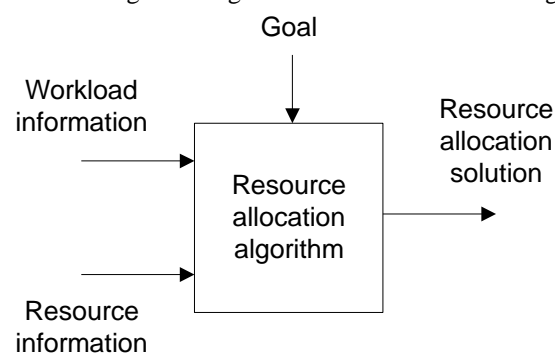 Goal
Workload
information
Resource
allocation
algorithm
Resource
allocation
solution
Resource
information